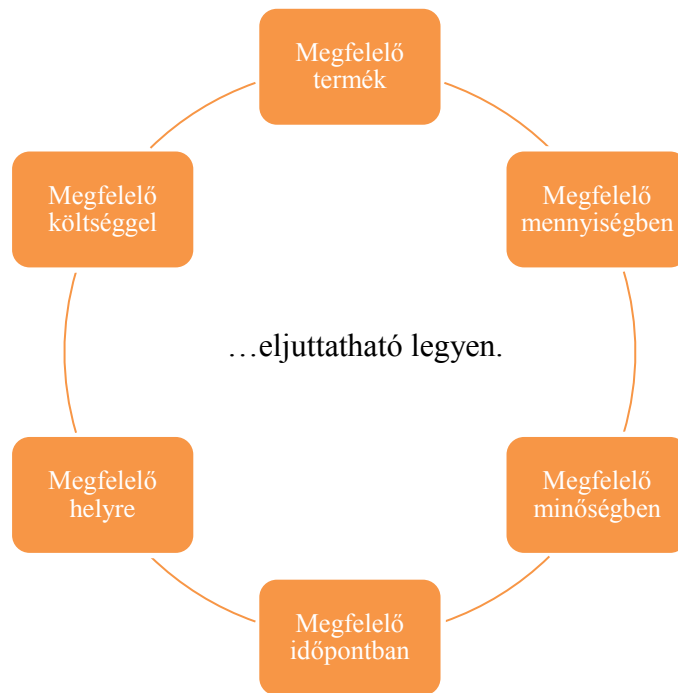 Megfelelő
termék
Megfelelő
mennyiségben
Megfelelő
minőségben
Megfelelő
időpontban
Megfelelő
helyre
Megfelelő
költséggel
…eljuttatható legyen.